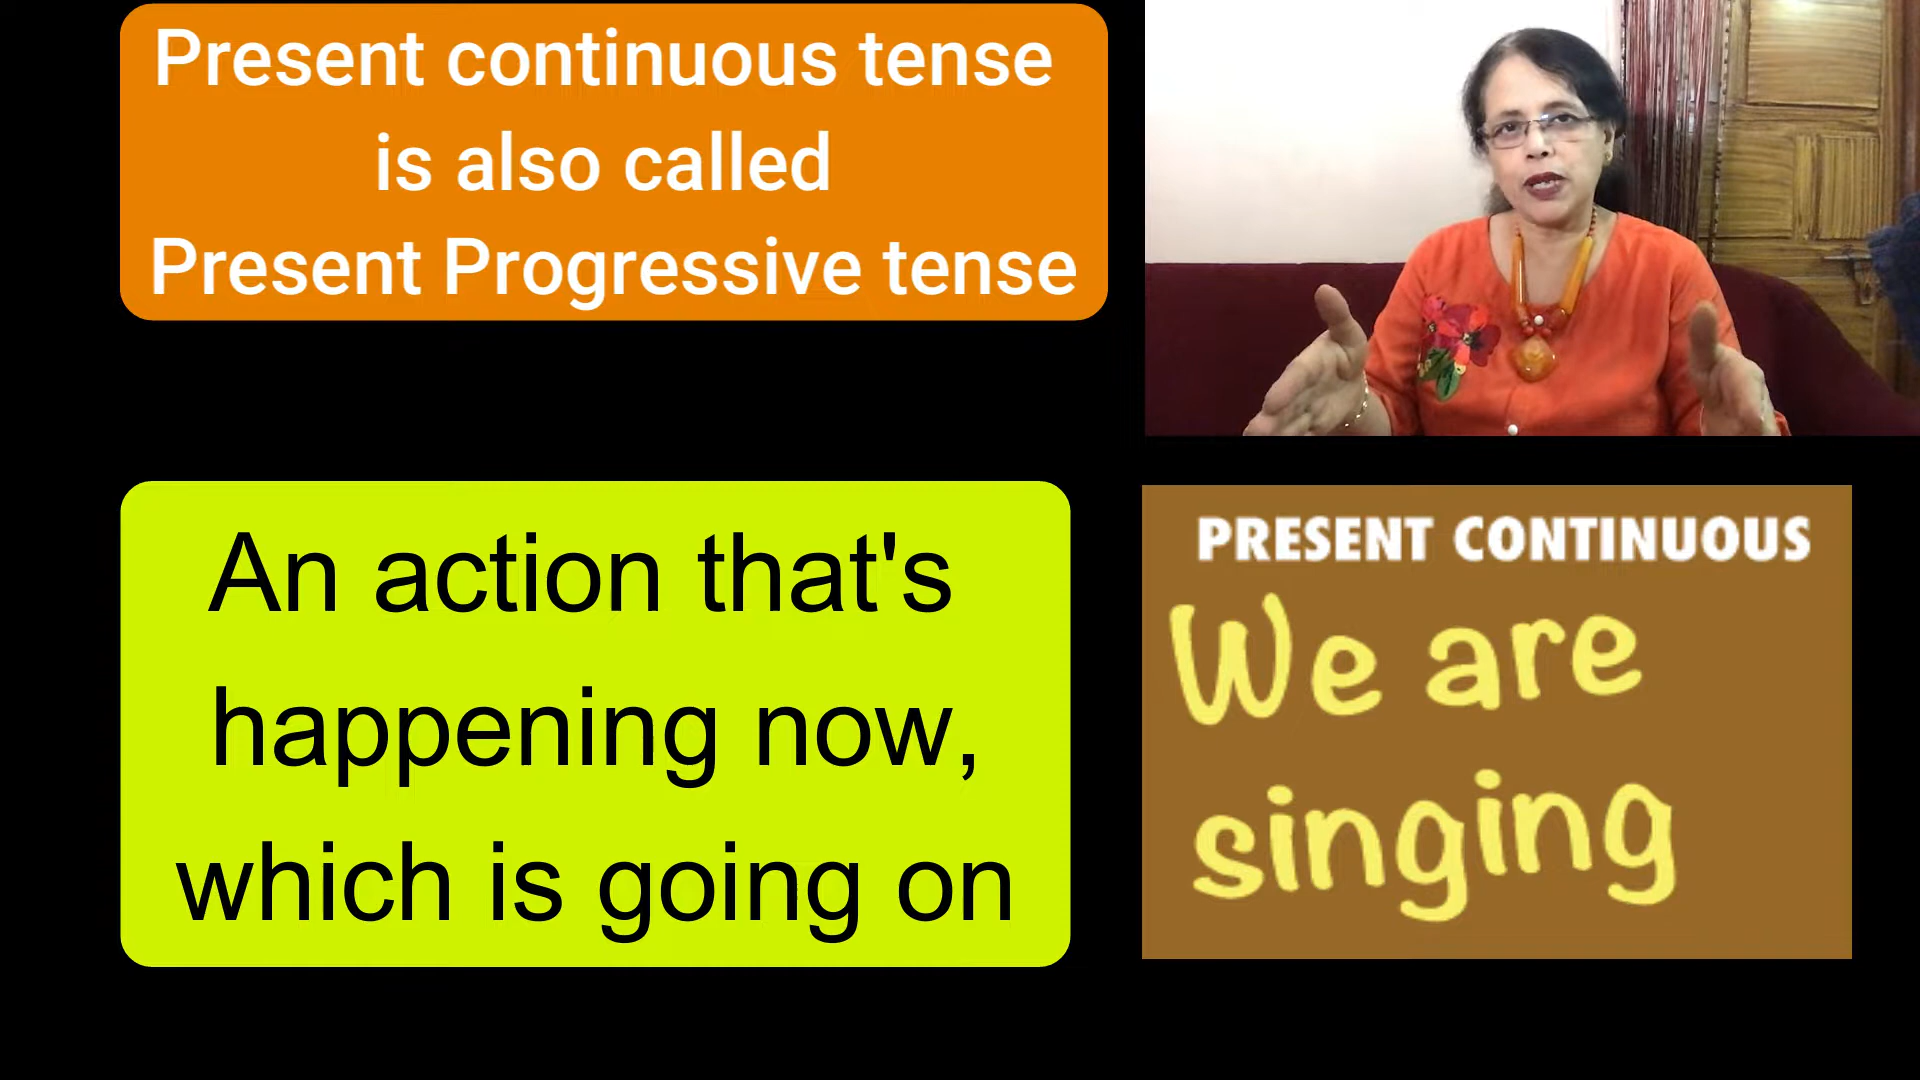 Present continuous tense
is also called
Present Progressive tense
An action that's
happening now,
which is going on
PRESENT CONTINUOUS
We are
singing